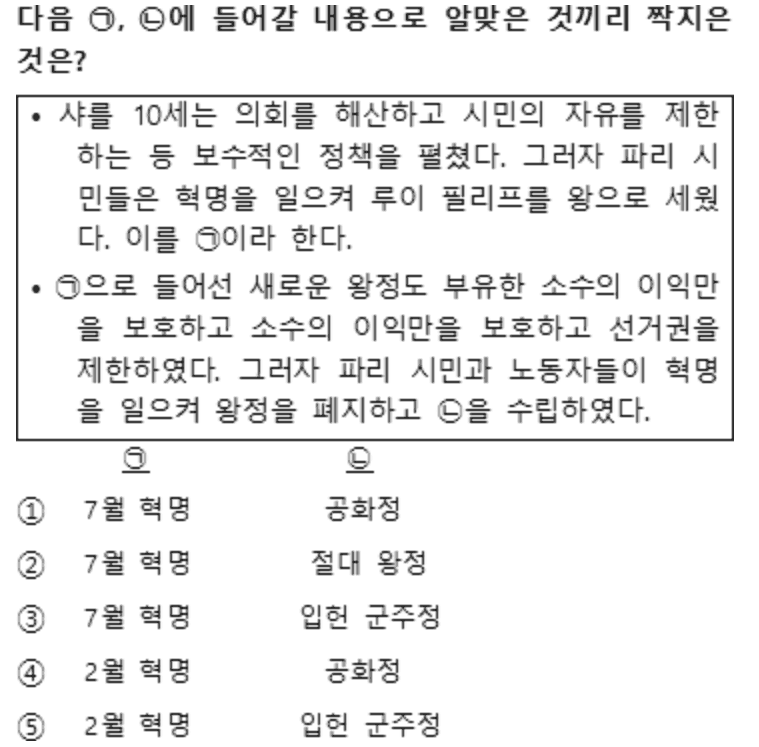 다음 ㉠, ㉡에 들어갈 내용으로 알맞은 것끼리 짝지은
것은?
• 샤를 10세는 의회를 해산하고 시민의 자유를 제한
하는 등 보수적인 정책을 펼쳤다. 그러자 파리 시
민들은 혁명을 일으켜 루이 필리프를 왕으로 세웠
다. 이를 ㉠이라 한다.
• ㉠으로 들어선 새로운 왕정도 부유한 소수의 이익만
을 보호하고 소수의 이익만을 보호하고 선거권을
제한하였다. 그러자 파리 시민과 노동자들이 혁명
을 일으켜 왕정을 폐지하고 ㉡을 수립하였다.
㉠ ㉡
① 7월 혁명 공화정
② 7월 혁명 절대 왕정
③ 7월 혁명 입헌 군주정
④ 2월 혁명 공화정
⑤ 2월 혁명 입헌 군주정